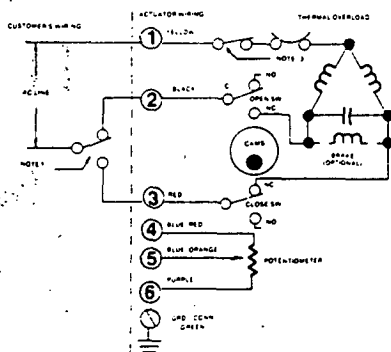 CUSTOMER'S WIRING
ACTUATOR WIRING
THERMAL OVERLOAD
1
YELLOW
NOTE 3
AC LINE
2
BLACK
C
NO
OPEN SW
NC
CAMS
BRAKE
(OPTIONAL)
NOTE 1
3
RED
NC
CLOSE SW
NO
4
BLUE RED
5
BLUE ORANGE
POTENTIOMETER
6
PURPLE
GRD. CONN
GREEN